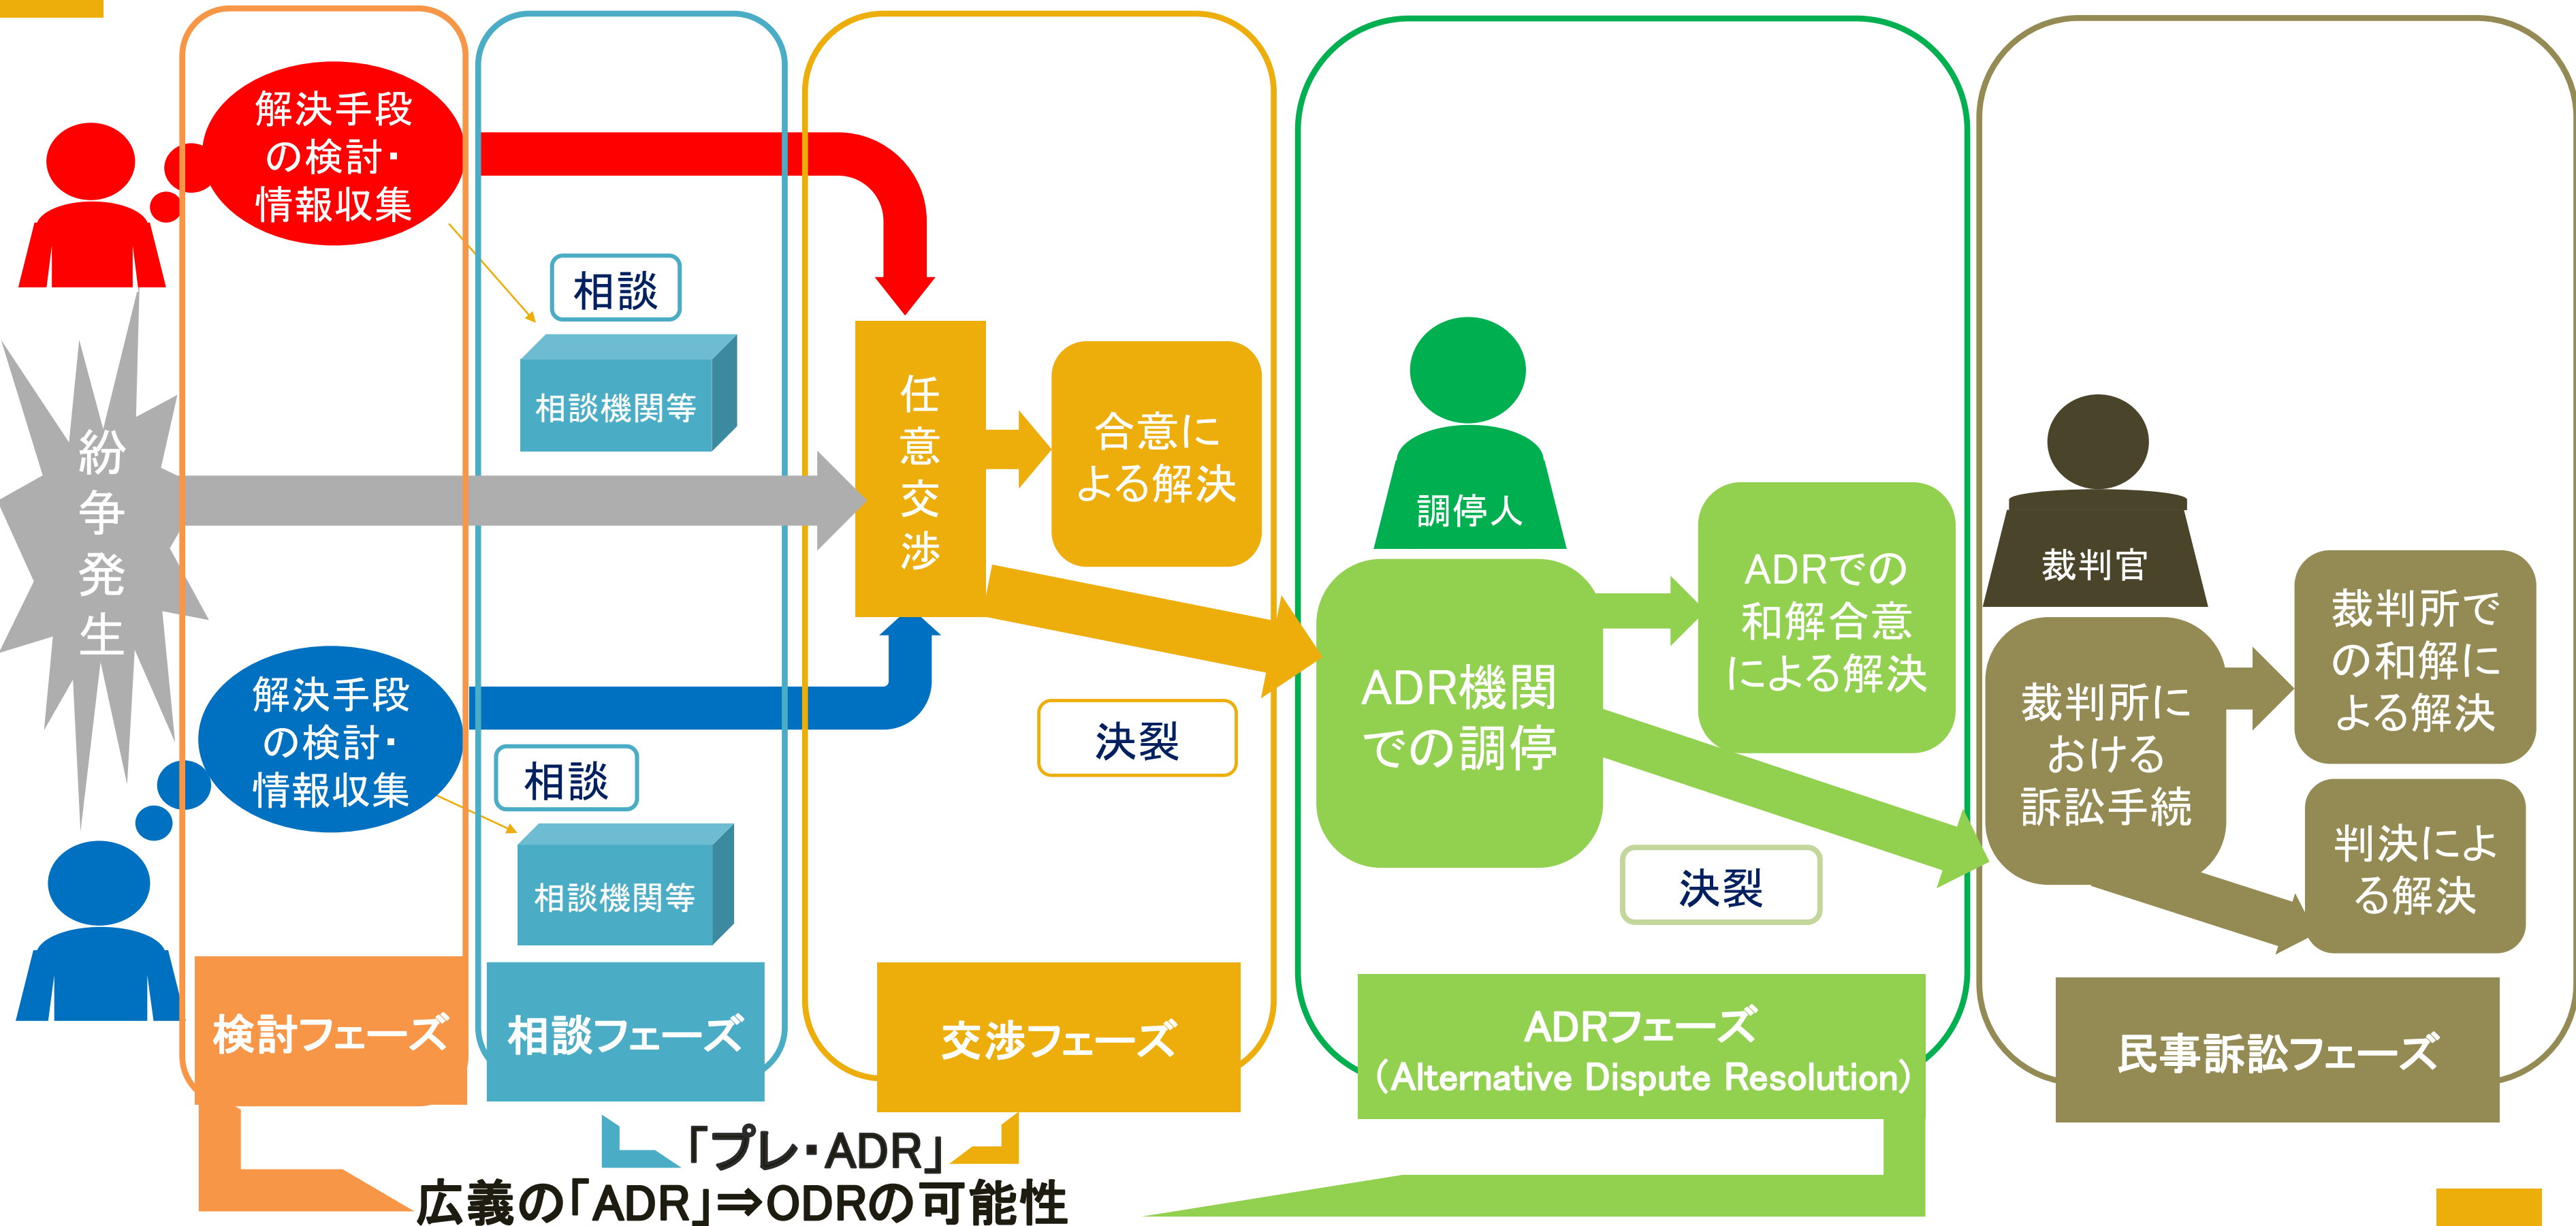 解決手段
の検討・
情報収集
相談
相談機関等
紛
争
発
生
任
意
交
渉
合意に
よる解決
決裂
解決手段
の検討・
情報収集
相談
相談機関等
調停人
ADR機関
での調停
ADRでの
和解合意
による解決
決裂
裁判官
裁判所に
おける
訴訟手続
裁判所で
の和解に
よる解決
判決によ
る解決
検討フェーズ
相談フェーズ
交渉フェーズ
ADRフェーズ
（Alternative Dispute Resolution）
民事訴訟フェーズ
「プレ・ADR」
広義の「ADR」⇒ODRの可能性